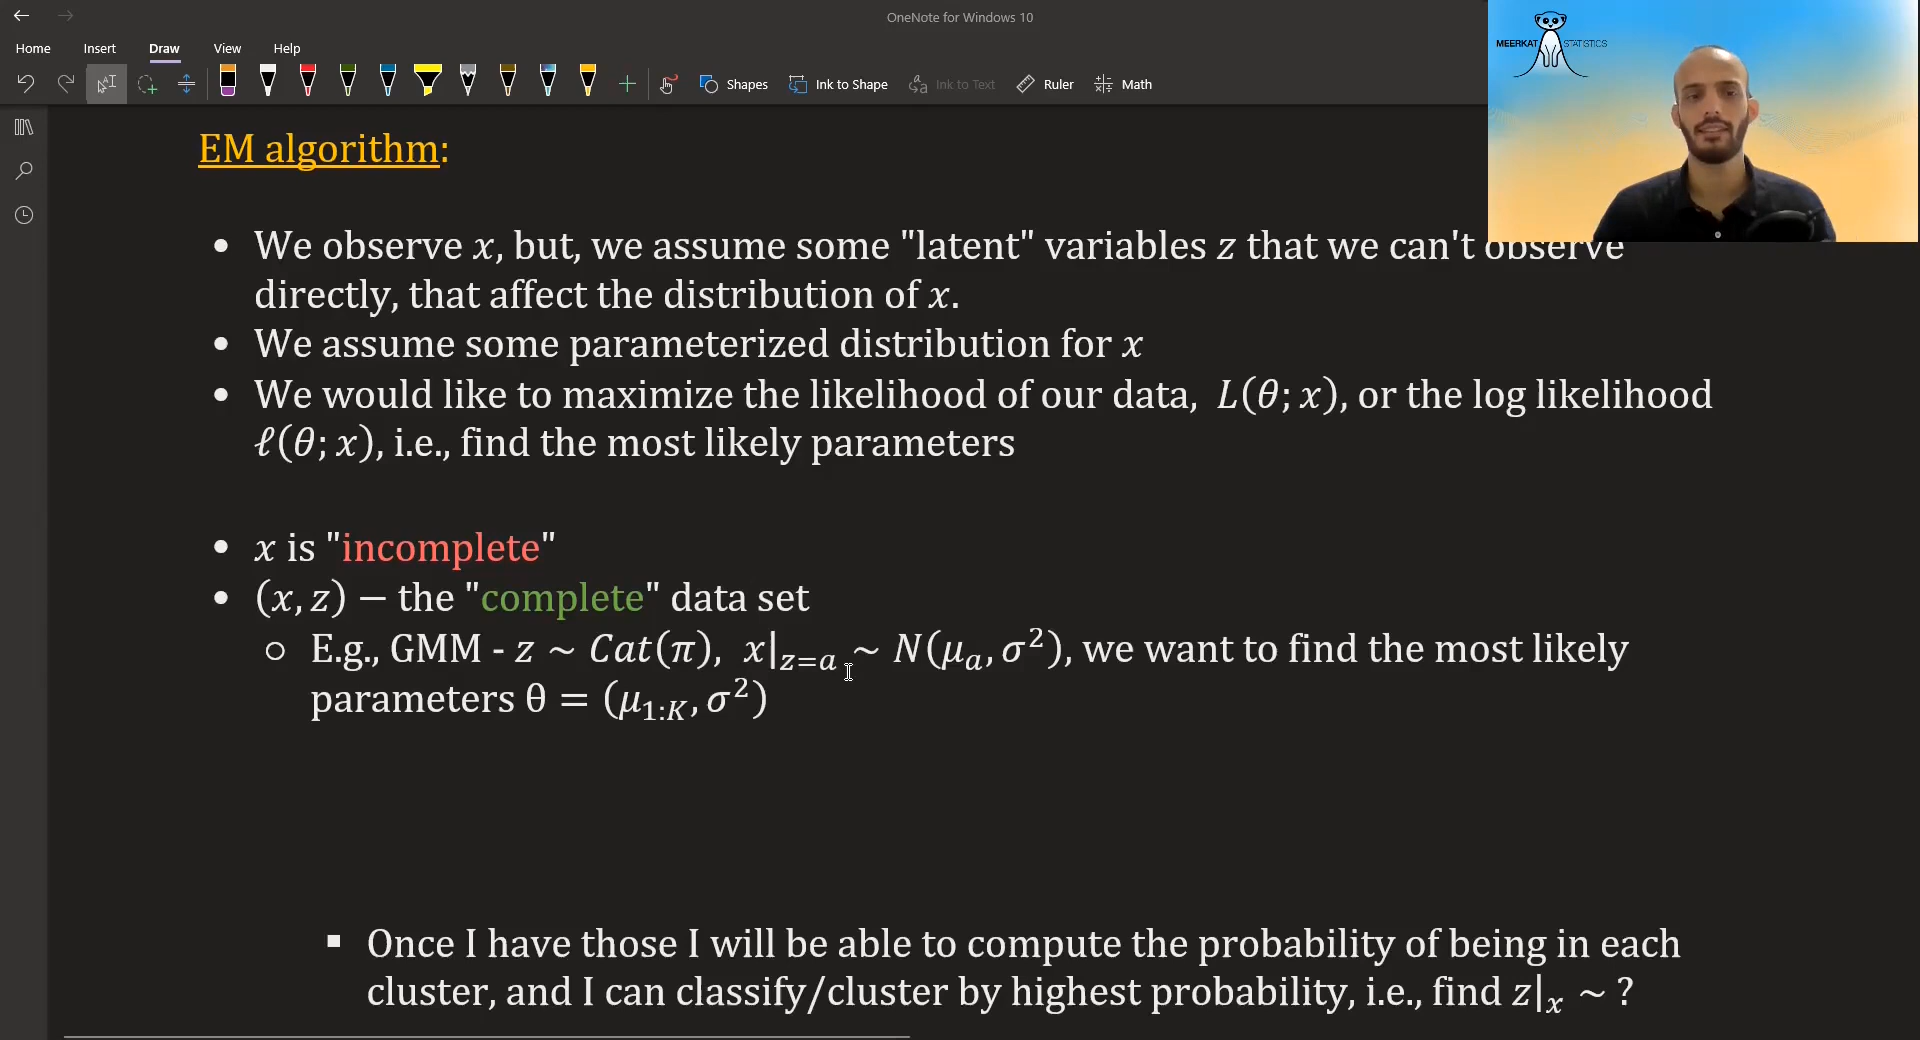 OneNote for Windows 10
Home Insert Draw View Help
Shapes Ink to Shape Ink to Text Ruler Math
MEERKAT STATISTICS
EM algorithm:
• We observe x, but, we assume some "latent" variables z that we can't observe
directly, that affect the distribution of x.
• We assume some parameterized distribution for x
• We would like to maximize the likelihood of our data, L(θ; x), or the log likelihood
ℓ(θ; x), i.e., find the most likely parameters
• x is "incomplete"
• (x, z) − the "complete" data set
○ E.g., GMM - z ~ Cat(π), x|_{z=a} ~ N(μ_a, σ²), we want to find the most likely
parameters θ = (μ_{1:K}, σ²)
▪ Once I have those I will be able to compute the probability of being in each
cluster, and I can classify/cluster by highest probability, i.e., find z|_x ~ ?